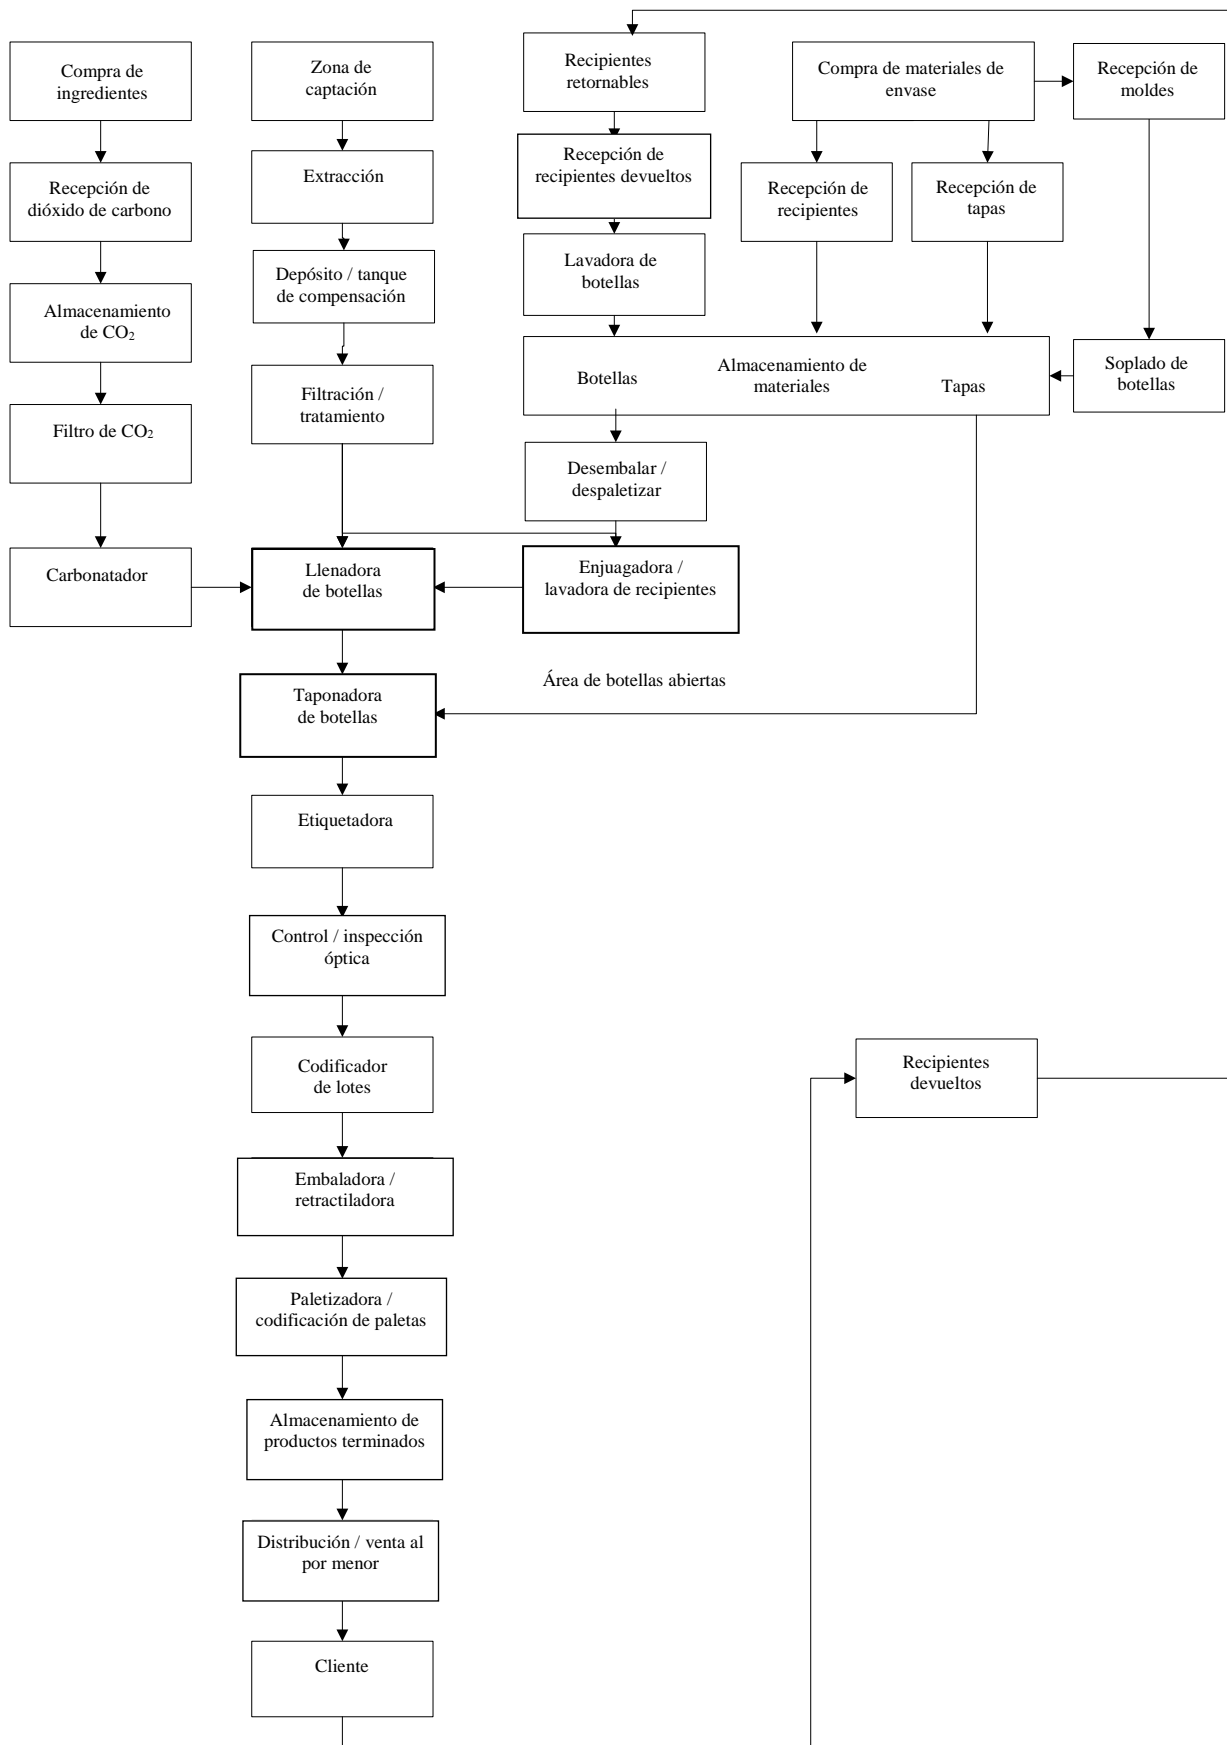 Compra de
ingredientes
Zona de
captación
Recipientes
retornables
Compra de materiales de
envase
Recepción de
moldes
Recepción de
dióxido de carbono
Extracción
Recepción de
recipientes devueltos
Recepción de
recipientes
Recepción de
tapas
Almacenamiento
de CO₂
Depósito / tanque
de compensación
Lavadora de
botellas
Filtro de CO₂
Filtración /
tratamiento
Botellas
Almacenamiento de
materiales
Tapas
Soplado de
botellas
Desembalar /
despaletizar
Carbonatador
Llenadora
de botellas
Enjuagadora /
lavadora de recipientes
Taponadora
de botellas
Área de botellas abiertas
Etiquetadora
Control / inspección
óptica
Codificador
de lotes
Recipientes
devueltos
Embaladora /
retractiladora
Paletizadora /
codificación de paletas
Almacenamiento de
productos terminados
Distribución / venta al
por menor
Cliente